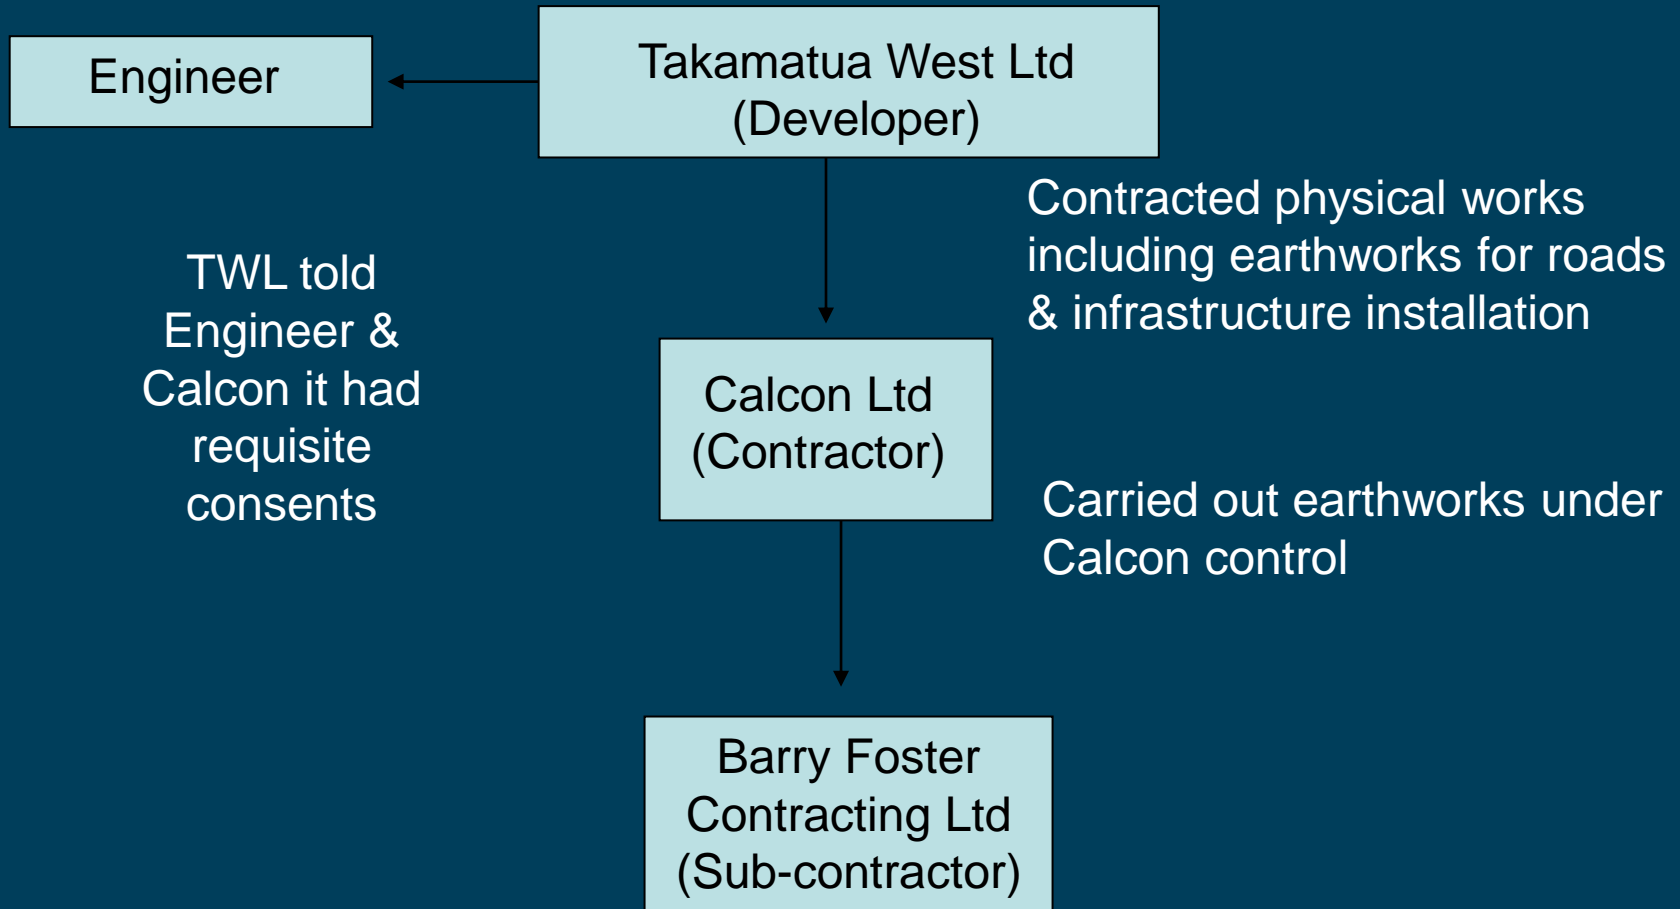 Engineer
Takamatua West Ltd
(Developer)
Contracted physical works
including earthworks for roads
& infrastructure installation
TWL told
Engineer &
Calcon it had
requisite
consents
Calcon Ltd
(Contractor)
Carried out earthworks under
Calcon control
Barry Foster
Contracting Ltd
(Sub-contractor)